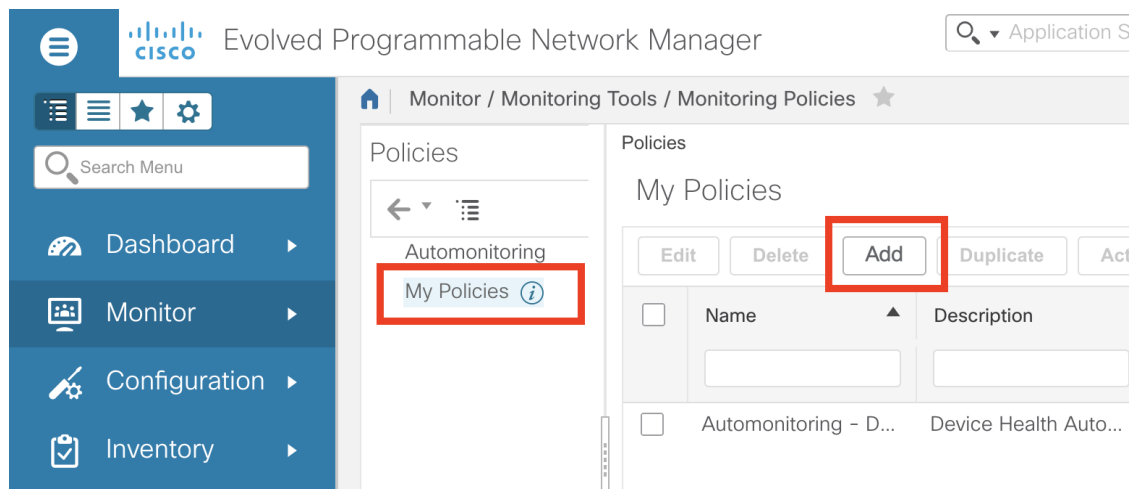 CISCO
Evolved Programmable Network Manager
Application S
Monitor / Monitoring Tools / Monitoring Policies
Search Menu
Dashboard
Monitor
Configuration
Inventory
Policies
Automonitoring
My Policies
Policies
My Policies
Edit Delete Add Duplicate Act
Name Description
Automonitoring - D... Device Health Auto...